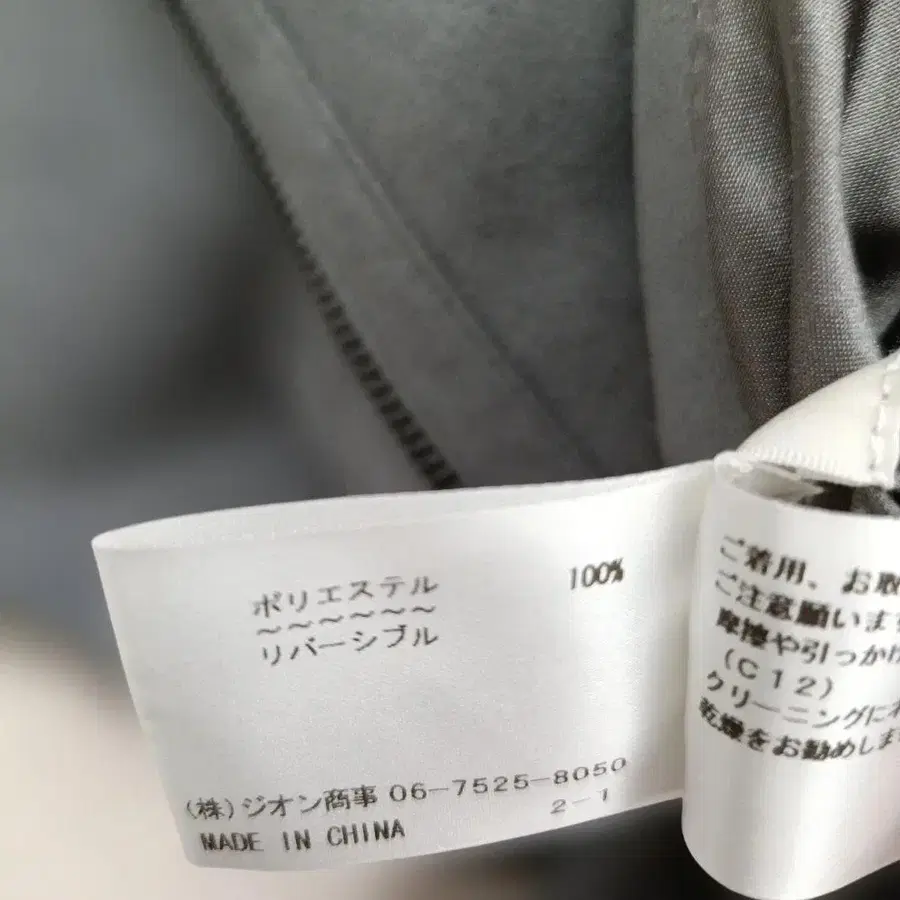 ポリエステル 100%
~~~~~~
リバーシブル
(株)ジオン商事 06-7525-8050
2-1
MADE IN CHINA
ご着用、お取
ご注意願います
摩擦や引っかけ
(C12)
クリーニングに
乾燥をお勧めしま